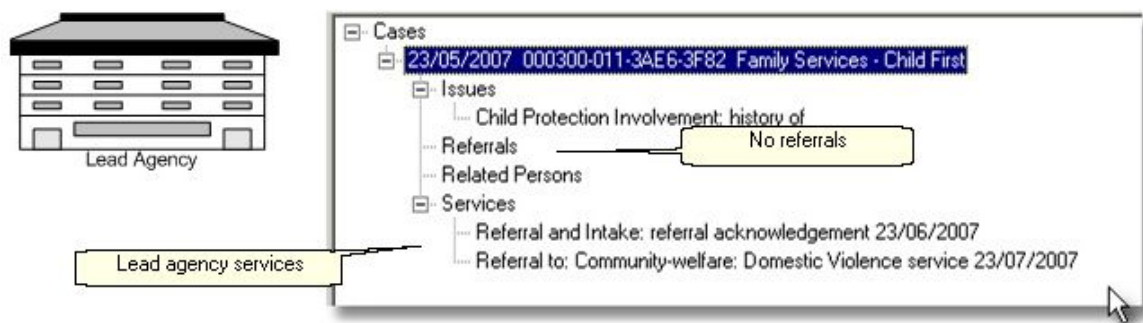 Cases
23/05/2007 000300-011-3AE6-3F82 Family Services - Child First
Issues
Child Protection Involvement: history of
Referrals
No referrals
Related Persons
Services
Referral and Intake: referral acknowledgement 23/06/2007
Referral to: Community-welfare: Domestic Violence service 23/07/2007
Lead Agency
Lead agency services